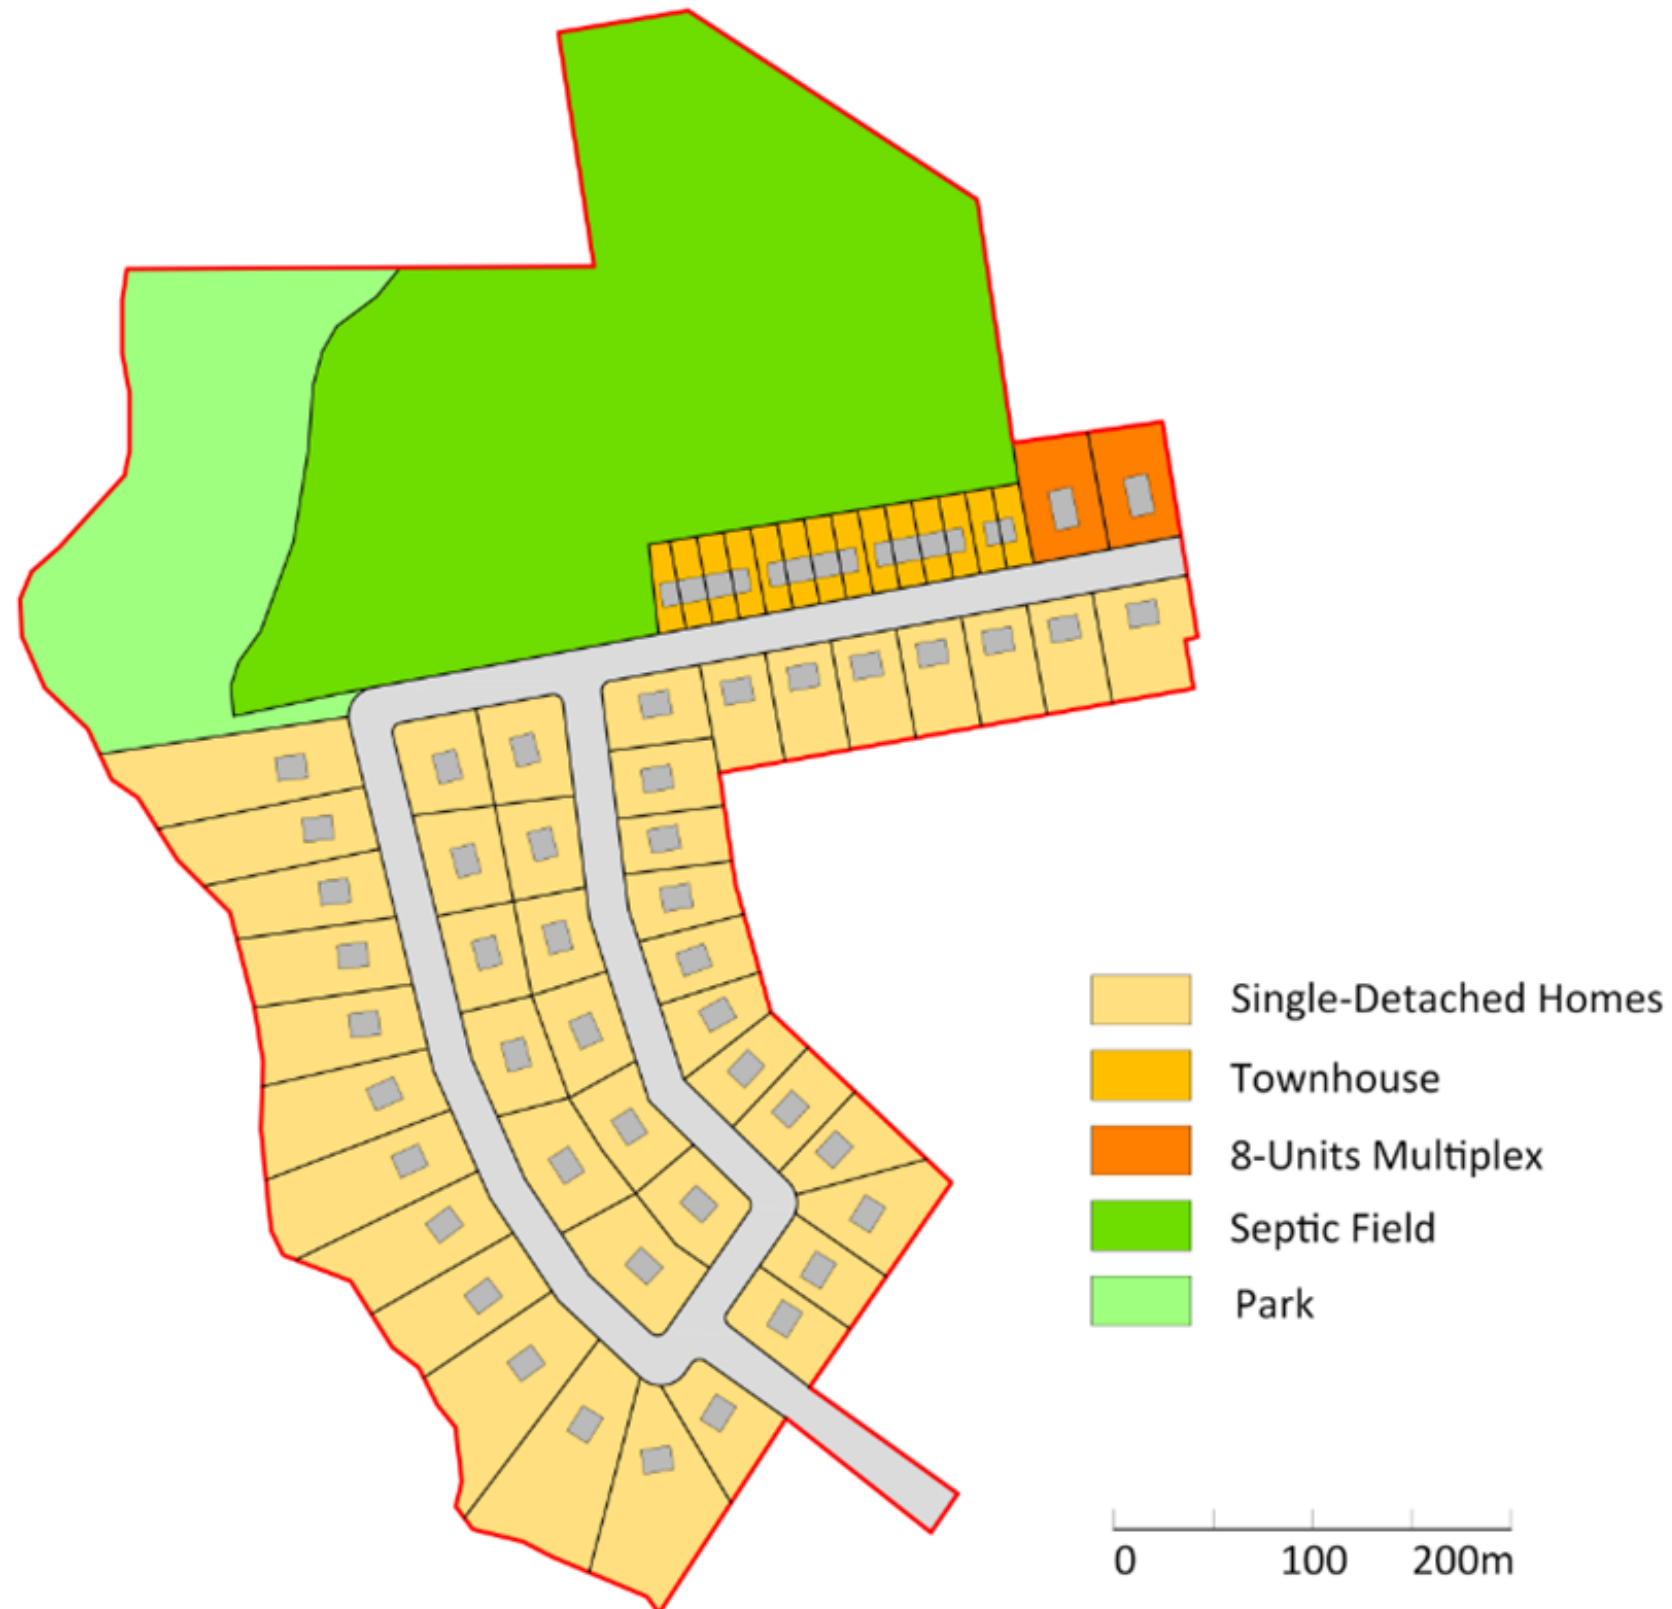 Single-Detached Homes
Townhouse
8-Units Multiplex
Septic Field
Park
0 100 200m